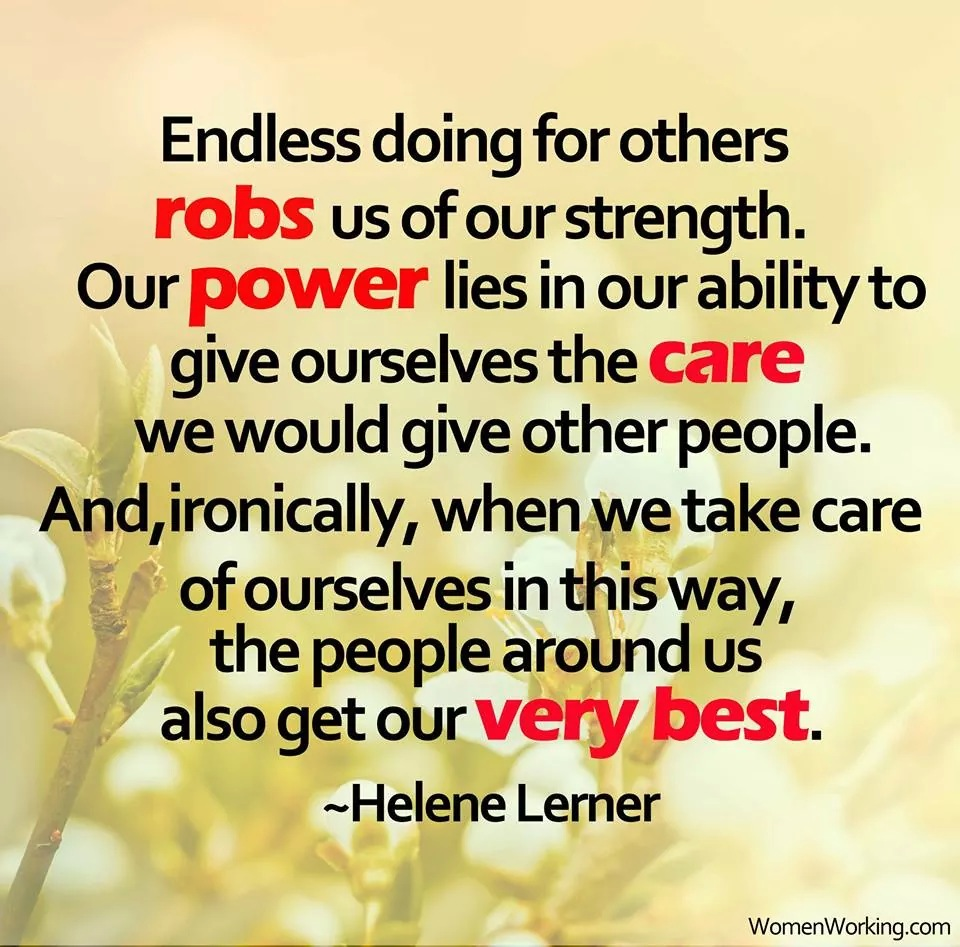 Endless doing for others
robs us of our strength.
Our power lies in our ability to
give ourselves the care
we would give other people.
And,ironically, when we take care
of ourselves in this way,
the people around us
also get our very best.
~Helene Lerner
WomenWorking.com